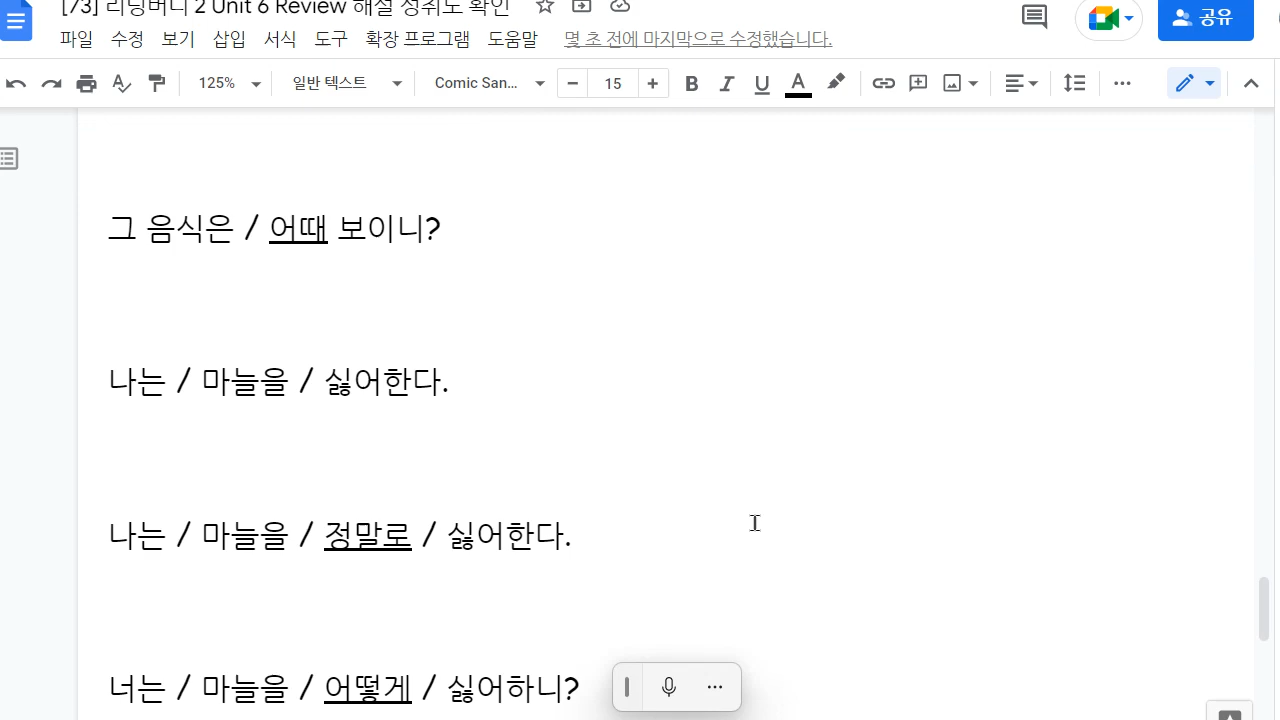 [73] 리딩버디 2 Unit 6 Review 해설 성취도 확인
파일 수정 보기 삽입 서식 도구 확장 프로그램 도움말 몇 초 전에 마지막으로 수정했습니다.
공유
125% 일반 텍스트 Comic San... 15 B I U A
그 음식은 / 어때 보이니?
나는 / 마늘을 / 싫어한다.
나는 / 마늘을 / 정말로 / 싫어한다.
너는 / 마늘을 / 어떻게 / 싫어하니?